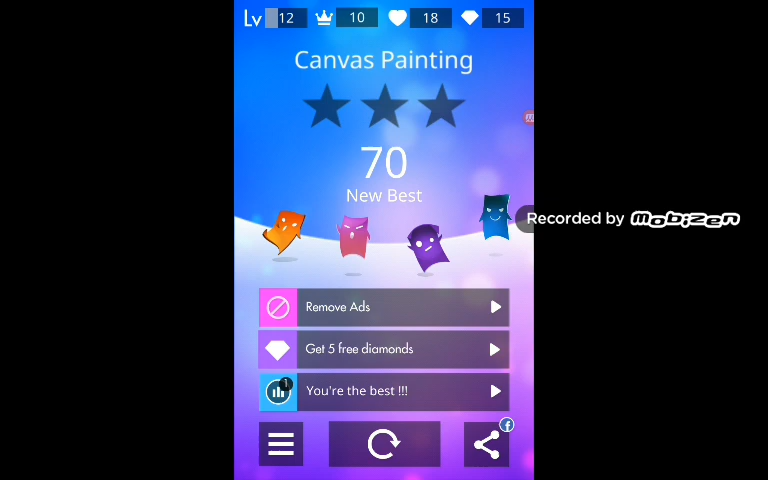 Lv 12 10 18 15
Canvas Painting
70
New Best
Recorded by Mobizen
Remove Ads
Get 5 free diamonds
1
You're the best !!!
f